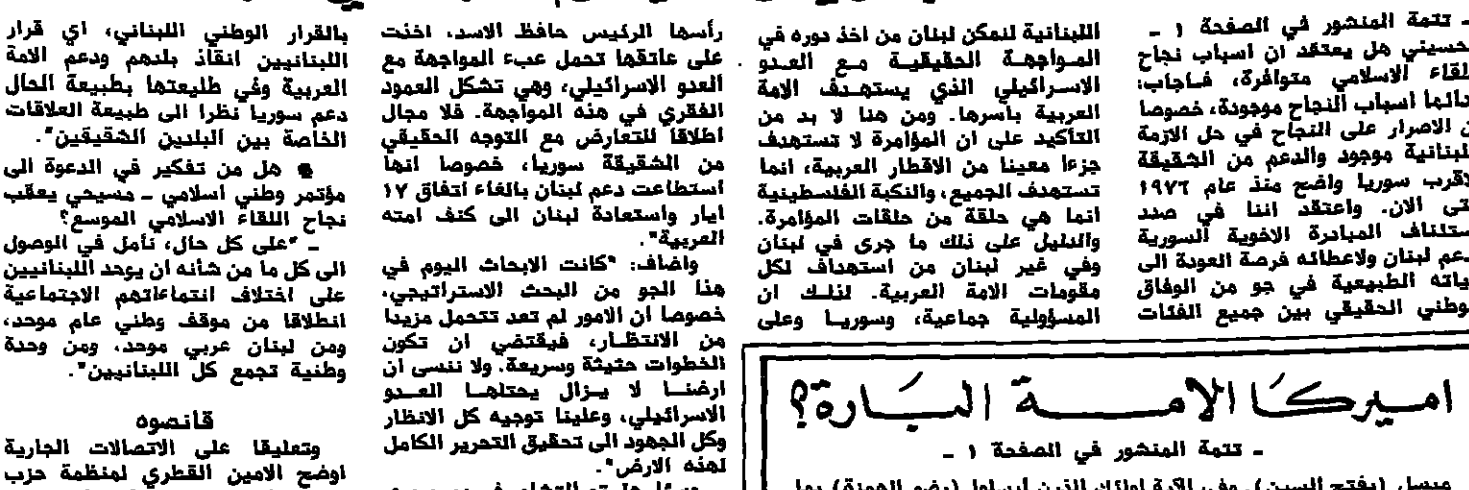 ـ تتمة المنشور في الصفحة ١ ـ
حسيني هل يعتقد ان اسباب نجاح
لقاء الاسلامي متوافرة، فاجاب:
دائما اسباب النجاح موجودة، خصوصا
ن الاصرار على النجاح في حل الازمة
لبنانية موجود والدعم من الشقيقة
لاقرب سوريا واضح منذ عام ١٩٧٦
تى الان. واعتقد اننا في صدد
ستئناف المبادرة الاخوية السورية
دعم لبنان ولاعطائه فرصة العودة الى
ياته الطبيعية في جو من الوفاق
لوطني الحقيقي بين جميع الفئات
اللبنانية لنمكن لبنان من اخذ دوره في
المواجهة الحقيقية مع العدو
الاسرائيلي الذي يستهدف الامة
العربية بأسرها. ومن هنا لا بد من
التأكيد على ان المؤامرة لا تستهدف
جزءا معينا من الاقطار العربية، انما
تستهدف الجميع، والنكبة الفلسطينية
انما هي حلقة من حلقات المؤامرة.
والدليل على ذلك ما جرى في لبنان
وفي غير لبنان من استهداف لكل
مقومات الامة العربية. لذلك ان
المسؤولية جماعية، وسوريا وعلى
رأسها الرئيس حافظ الاسد، اخذت
على عاتقها تحمل عبء المواجهة مع
العدو الاسرائيلي، وهي تشكل العمود
الفقري في هذه المواجهة. فلا مجال
اطلاقا للتعارض مع التوجه الحقيقي
من الشقيقة سوريا، خصوصا انها
استطاعت دعم لبنان بالغاء اتفاق ١٧
ايار واستعادة لبنان الى كنف امته
العربية".
واضاف: "كانت الابحاث اليوم في
هذا الجو من البحث الاستراتيجي،
خصوصا ان الامور لم تعد تتحمل مزيدا
من الانتظار، فيقتضي ان تكون
الخطوات حثيثة وسريعة. ولا ننسى ان
ارضنا لا يزال يحتلها العدو
الاسرائيلي، وعلينا توجيه كل الانظار
وكل الجهود الى تحقيق التحرير الكامل
لهذه الارض".
بالقرار الوطني اللبناني، اي قرار
اللبنانيين انقاذ بلدهم ودعم الامة
العربية وفي طليعتها بطبيعة الحال
دعم سوريا نظرا الى طبيعة العلاقات
الخاصة بين البلدين الشقيقين".
● هل من تفكير في الدعوة الى
مؤتمر وطني اسلامي ـ مسيحي يعقب
نجاح اللقاء الاسلامي الموسع؟
ـ "على كل حال، نأمل في الوصول
الى كل ما من شأنه ان يوحد اللبنانيين
على اختلاف انتماءاتهم الاجتماعية
انطلاقا من موقف وطني عام موحد،
ومن لبنان عربي موحد، ومن وحدة
وطنية تجمع كل اللبنانيين".
قانصوه
وتعليقا على الاتصالات الجارية
اوضح الامين القطري لمنظمة حزب
اميركا الامة البارة؟
ـ تتمة المنشور في الصفحة ١ ـ